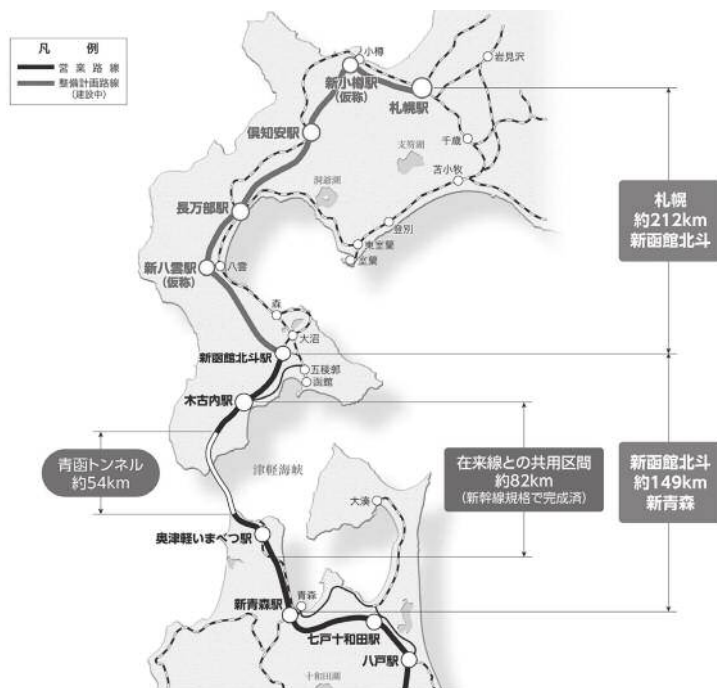 凡 例
営業路線
整備計画路線
(建設中)
小樽
新小樽駅
(仮称)
札幌駅
岩見沢
倶知安駅
支笏湖
千歳
苫小牧
洞爺湖
長万部駅
登別
東室蘭
室蘭
新八雲駅
(仮称)
八雲
森
大沼
新函館北斗駅
五稜郭
函館
木古内駅
札幌
約212km
新函館北斗
青函トンネル
約54km
津軽海峡
在来線との共用区間
約82km
(新幹線規格で完成済)
新函館北斗
約149km
新青森
大湊
奥津軽いまべつ駅
青森
新青森駅
七戸十和田駅
八戸駅
十和田湖